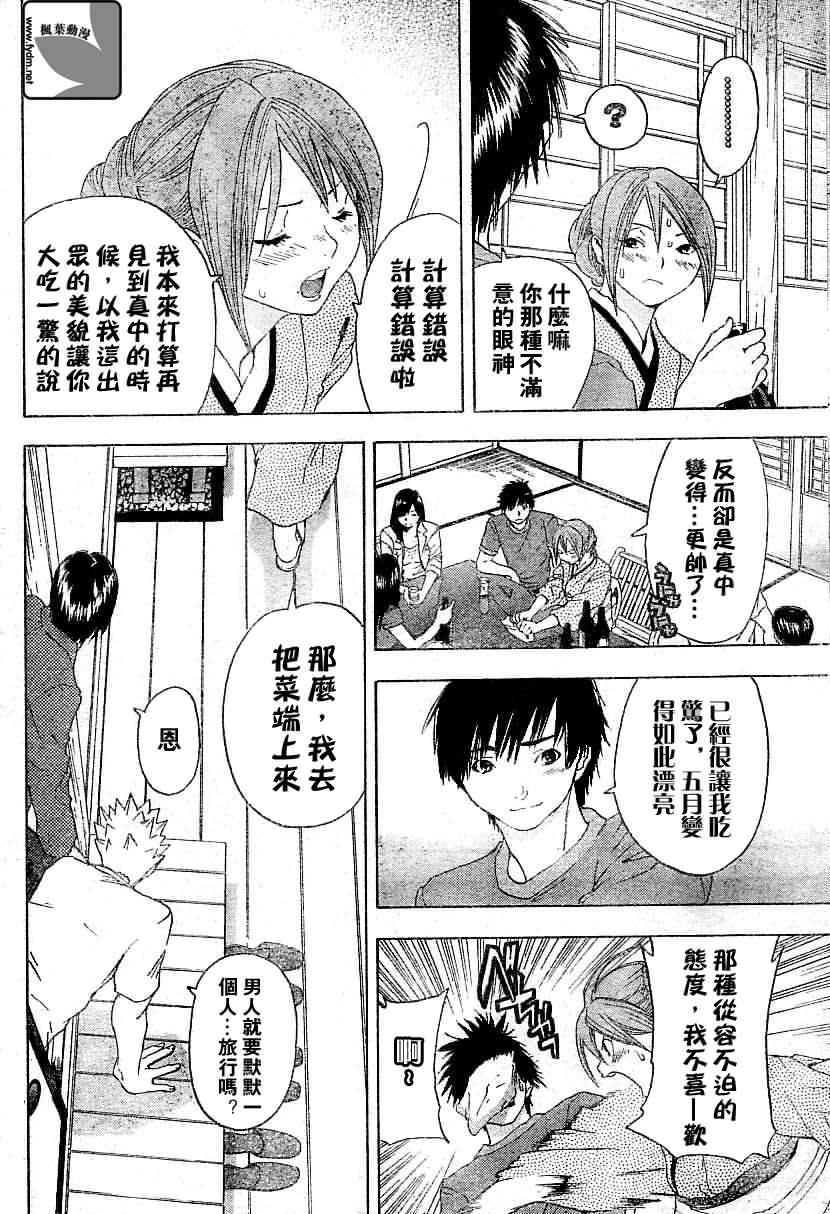 楓葉動漫
www.fydm.net
…………
?
什麼嘛
你那種不滿
意的眼神
計算錯誤
計算錯誤啦
我本來打算再
見到真中的時
候，以我這出
眾的美貌讓你
大吃一驚的說
反而卻是真中
變得…更帥了…
已經很讓我吃
驚了，五月變
得如此漂亮
那種從容不迫的
態度，我不喜—歡
啊~
那麼，我去
把菜端上來
恩
男人就要默默一
個人…旅行嗎？